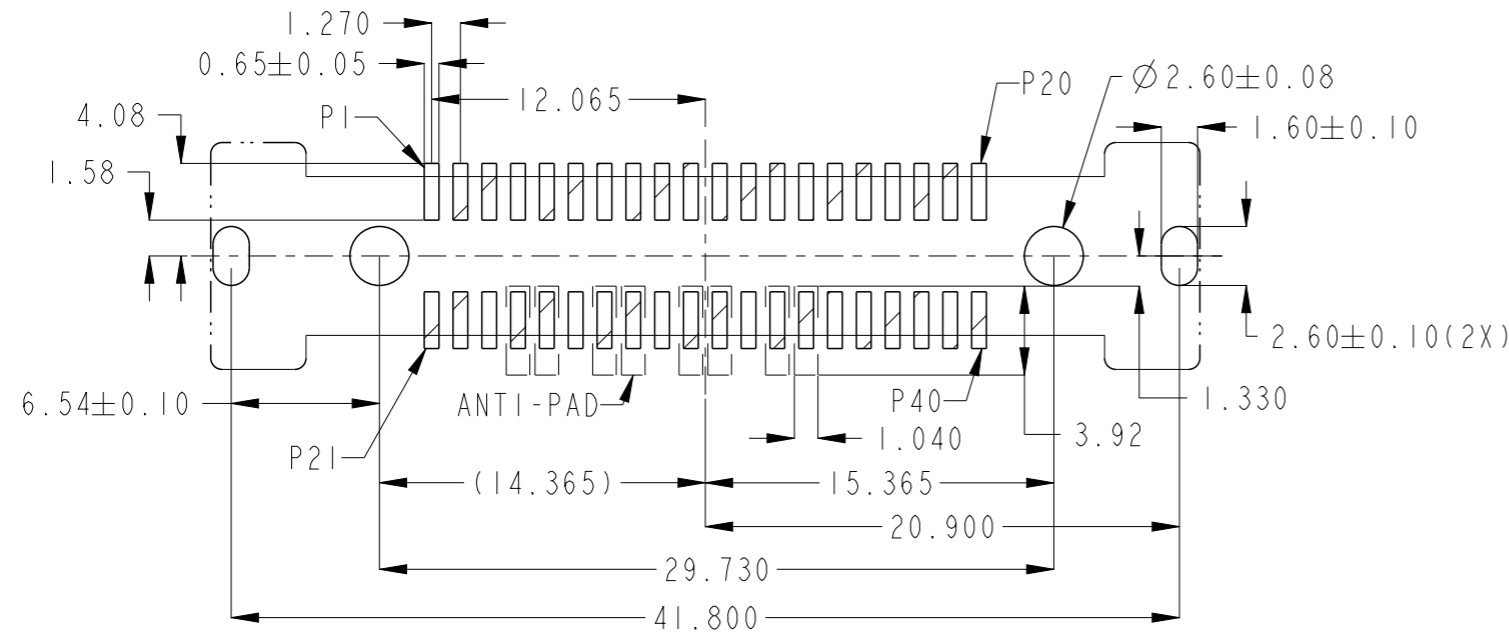 1.270
0.65±0.05
12.065
P20
Ø2.60±0.08
4.08
P1
1.60±0.10
1.58
2.60±0.10(2X)
6.54±0.10
ANTI-PAD
P40
1.330
P21
1.040
3.92
(14.365)
15.365
20.900
29.730
41.800